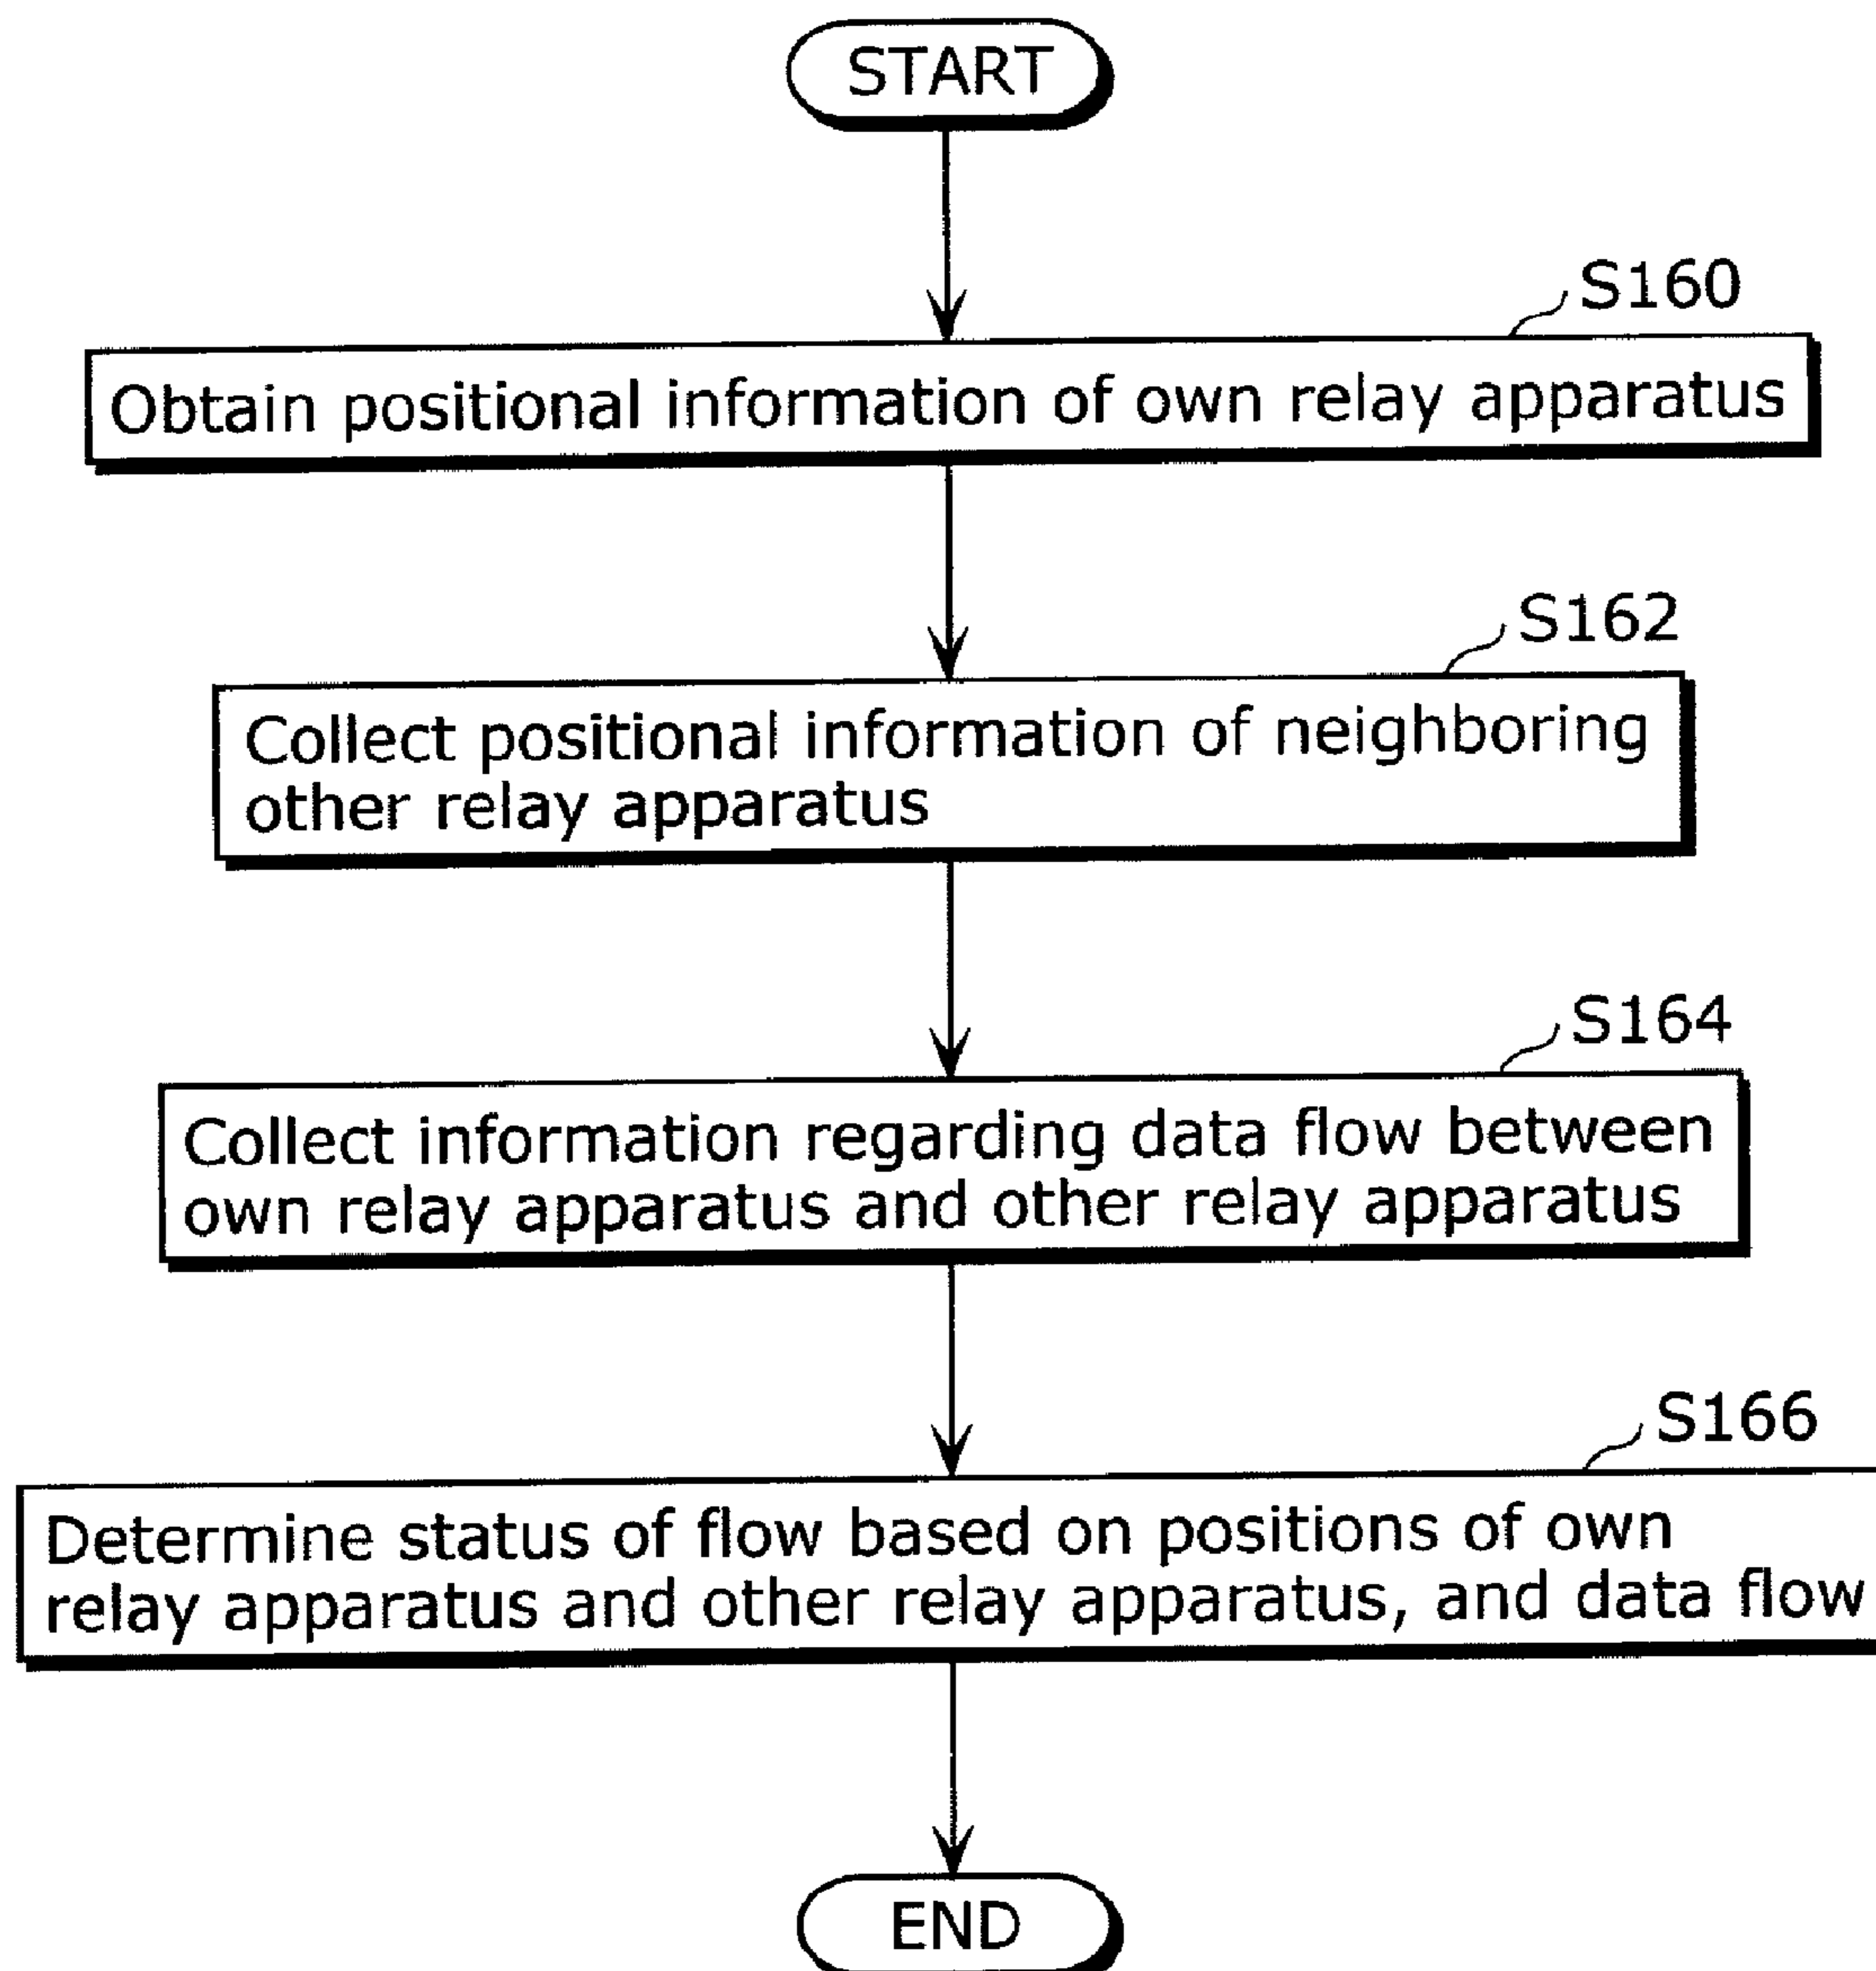 START
S160
Obtain positional information of own relay apparatus
S162
Collect positional information of neighboring
other relay apparatus
S164
Collect information regarding data flow between
own relay apparatus and other relay apparatus
S166
Determine status of flow based on positions of own
relay apparatus and other relay apparatus, and data flow
END